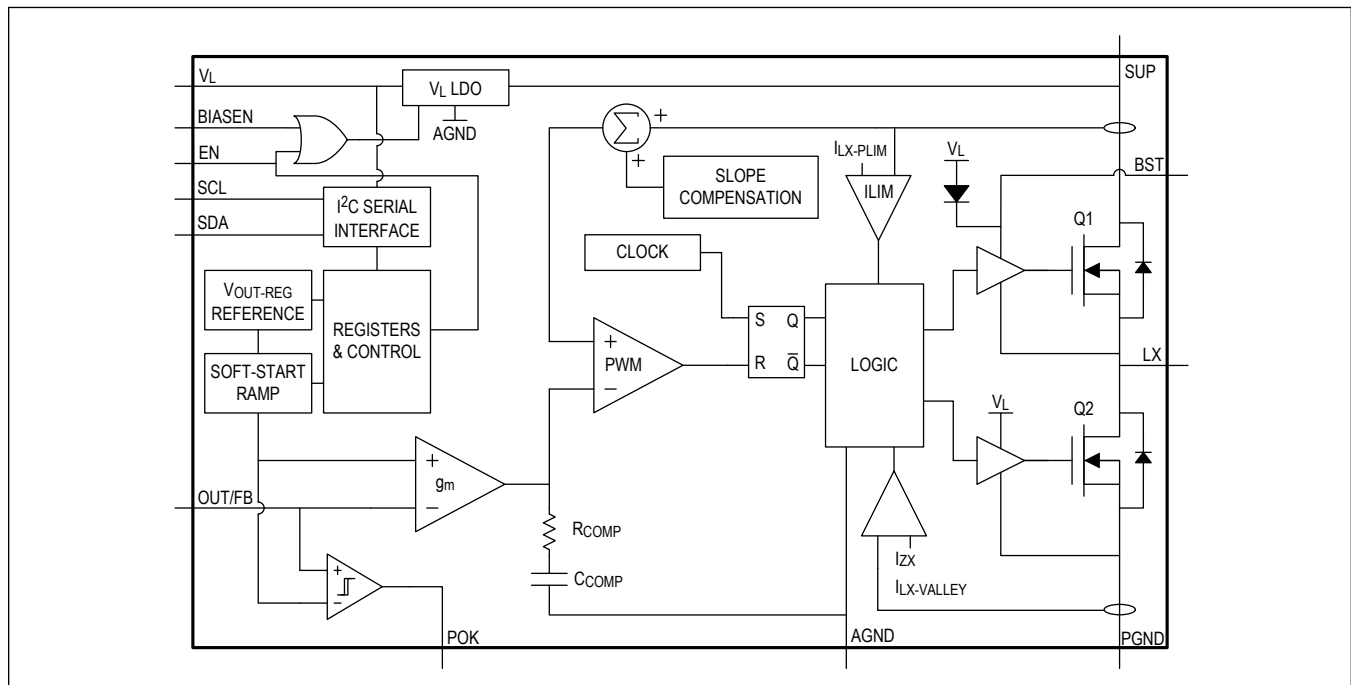 VL
BIASEN
EN
SCL
SDA
OUT/FB
VL LDO
AGND
I2C SERIAL
INTERFACE
VOUT-REG
REFERENCE
SOFT-START
RAMP
REGISTERS
& CONTROL
+
gm
−
+
−
POK
RCOMP
CCOMP
AGND
Σ
+
+
SLOPE
COMPENSATION
CLOCK
+
PWM
−
S Q
R Q̅
ILX-PLIM
ILIM
LOGIC
IZX
ILX-VALLEY
VL
VL
Q1
Q2
SUP
BST
LX
PGND